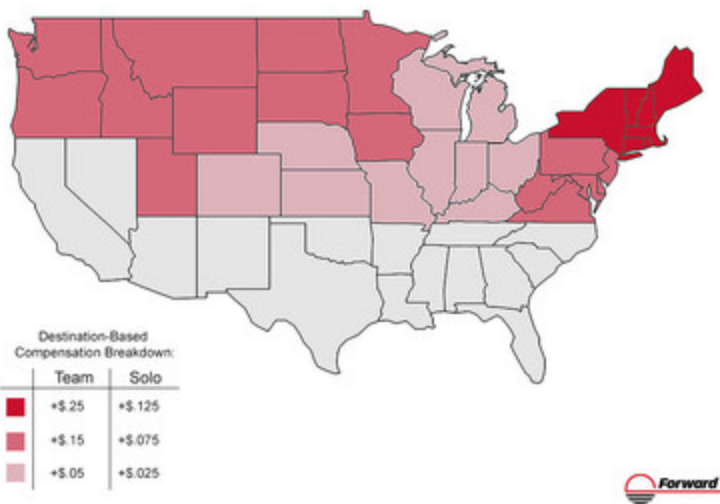 Destination-Based
Compensation Breakdown:
Team Solo
+$.25 +$.125
+$.15 +$.075
+$.05 +$.025
Forward